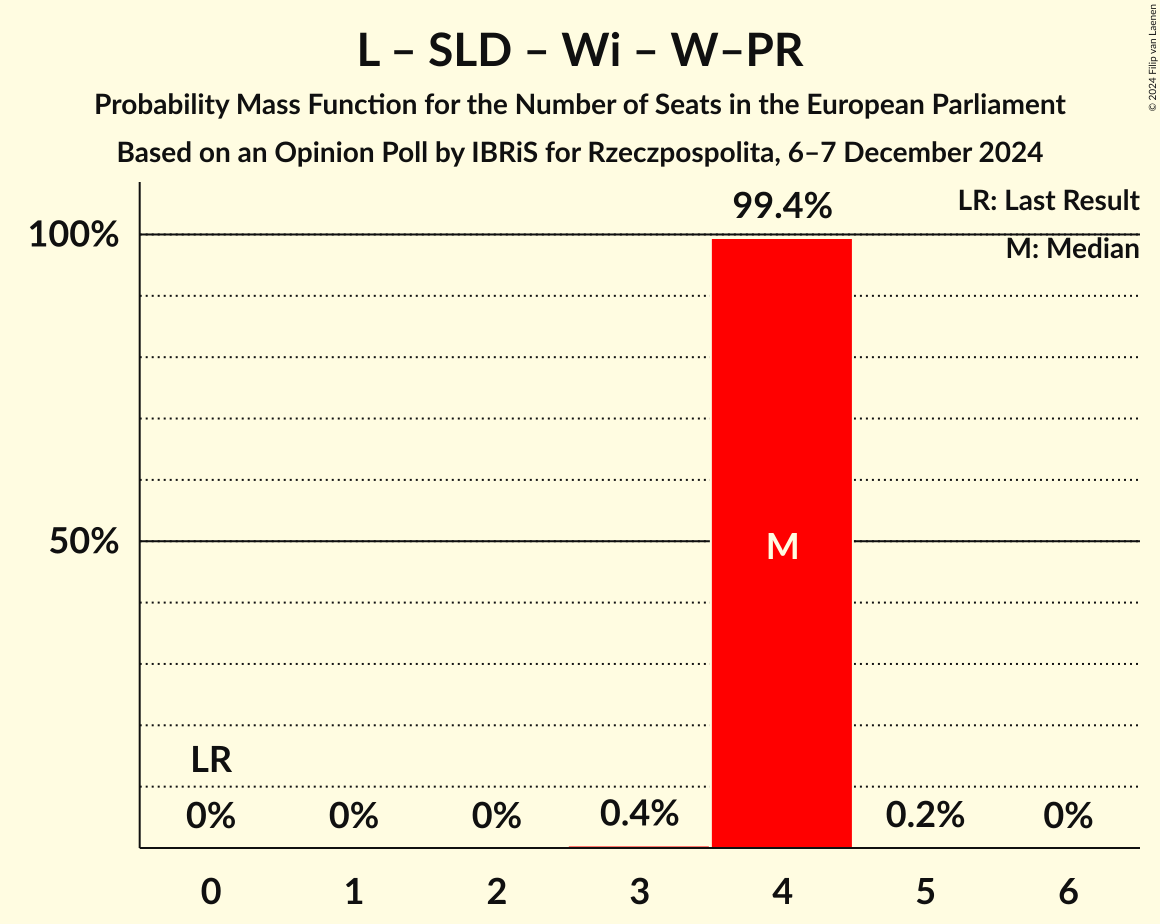 L – SLD – Wi – W–PR
Probability Mass Function for the Number of Seats in the European Parliament
Based on an Opinion Poll by IBRiS for Rzeczpospolita, 6–7 December 2024
© 2024 Filip van Laenen
99.4%
LR: Last Result
100%
M: Median
50%
M
LR
0% 0% 0% 0.4% 0.2% 0%
0 1 2 3 4 5 6